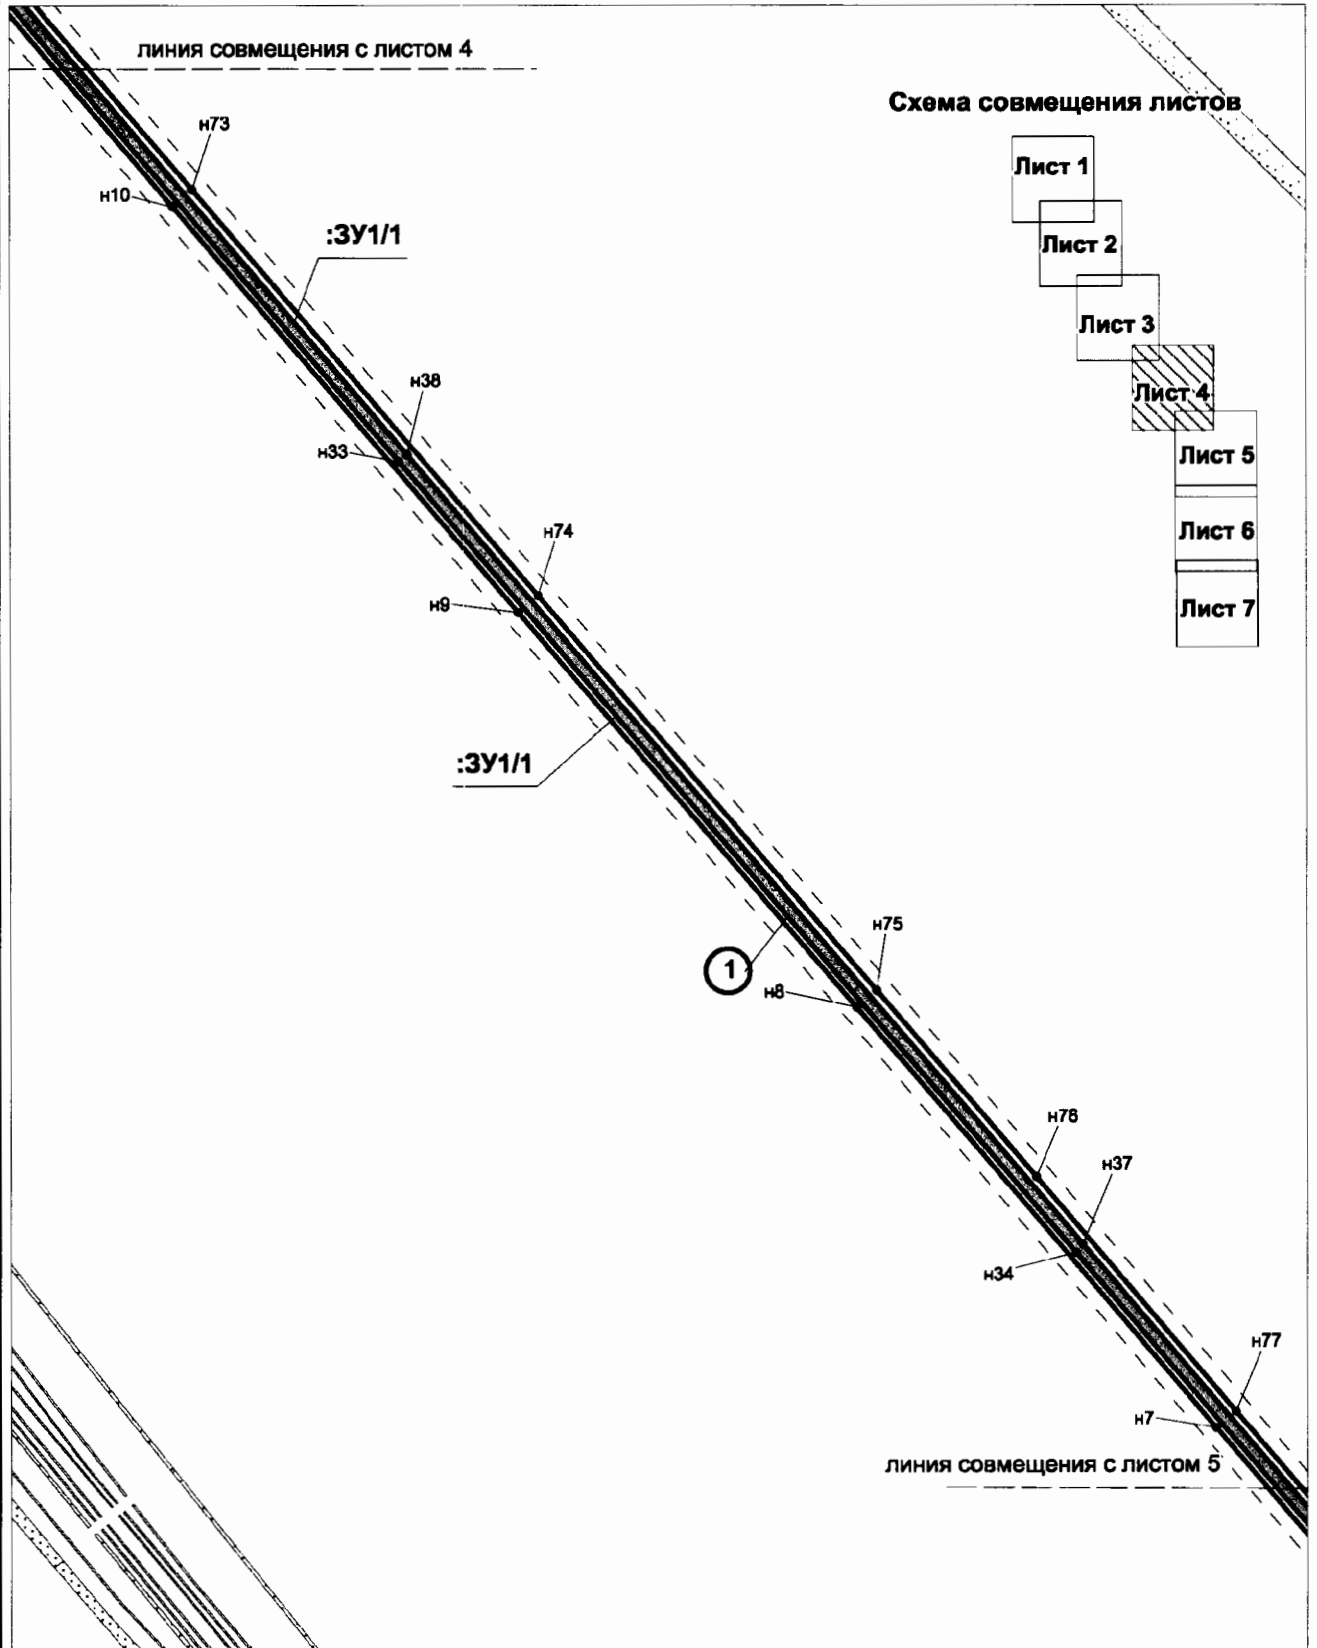 линия совмещения с листом 4
Схема совмещения листов
н73
Лист 1
н10
:ЗУ1/1
Лист 2
Лист 3
н38
Лист 4
н33
Лист 5
н74
Лист 6
н9
Лист 7
:ЗУ1/1
н75
1
н8
н76
н37
н34
н77
н7
линия совмещения с листом 5